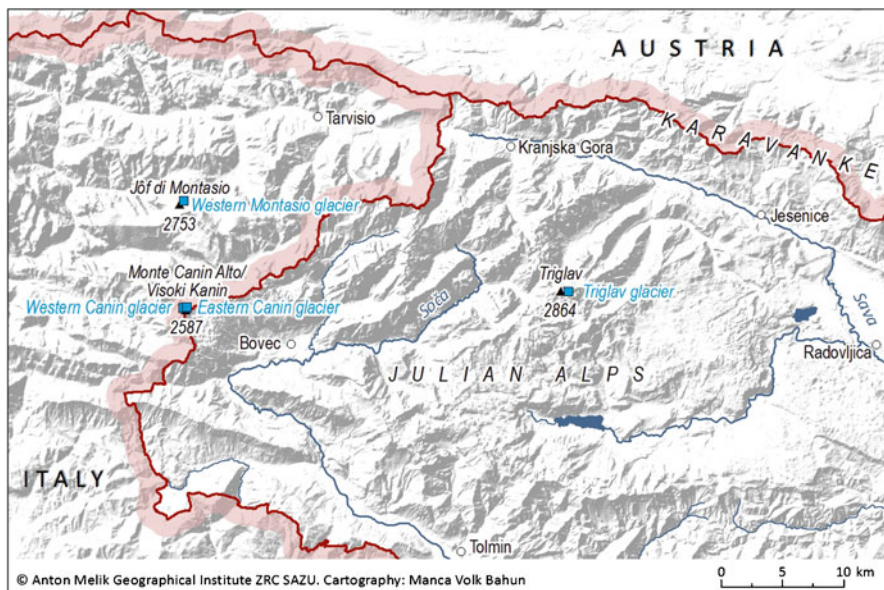 AUSTRIA
KARAVANKE
Tarvisio
Kranjska Gora
Jôf di Montasio
Western Montasio glacier
2753
Jesenice
Monte Canin Alto/
Visoki Kanin
Western Canin glacier
Eastern Canin glacier
2587
Soča
Triglav
Triglav glacier
2864
Sava
Bovec
Radovljica
JULIAN ALPS
ITALY
Tolmin
© Anton Melik Geographical Institute ZRC SAZU. Cartography: Manca Volk Bahun
0 5 10 km